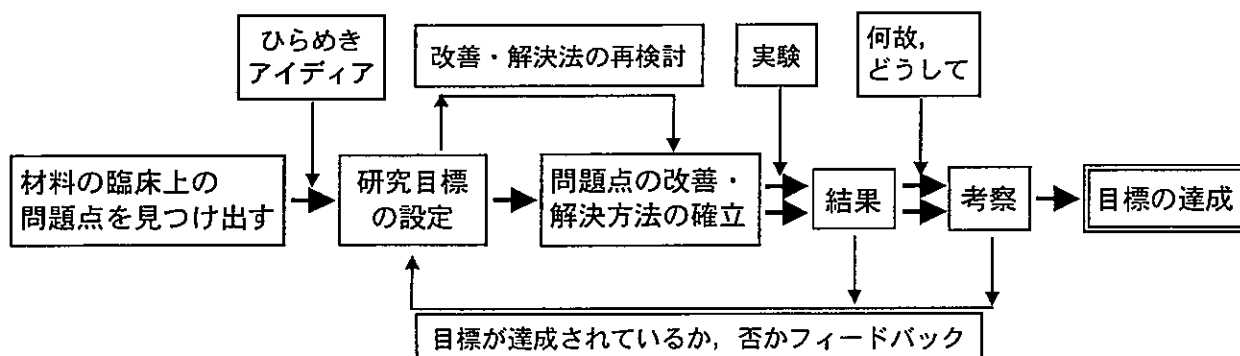 ひらめき
アイディア
改善・解決法の再検討
実験
何故,
どうして
材料の臨床上の
問題点を見つけ出す
研究目標
の設定
問題点の改善・
解決方法の確立
結果
考察
目標の達成
目標が達成されているか, 否かフィードバック